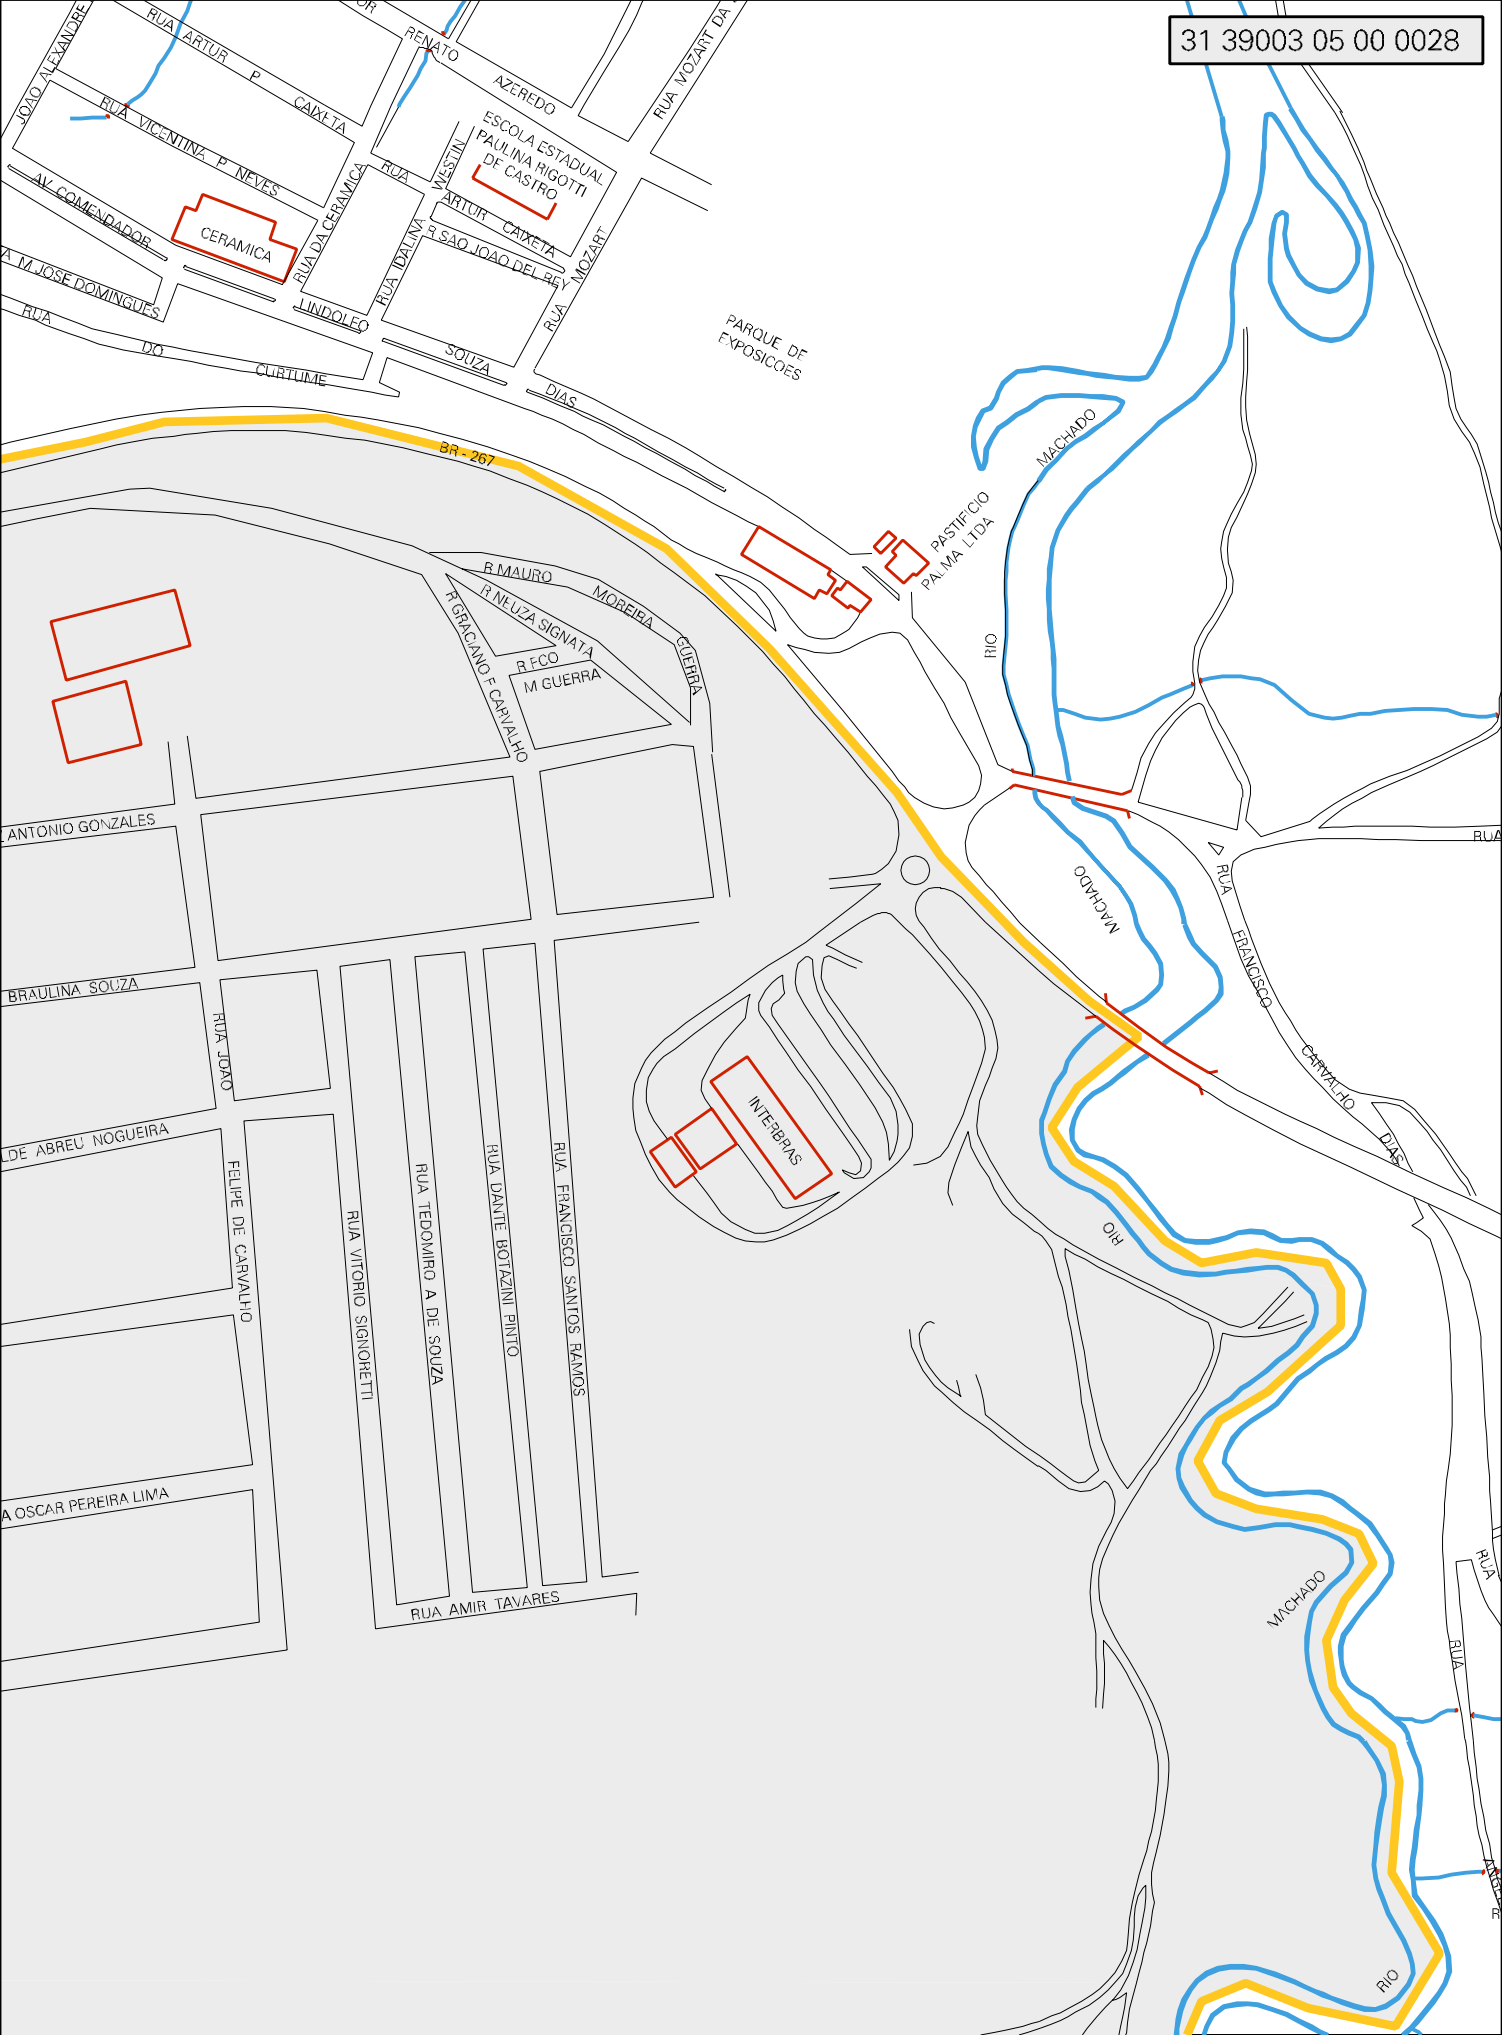 31 39003 05 00 0028
JOAO ALEXANDRE
RUA ARTUR P CAIXETA
RENATO AZEREDO
RUA MOZART DA
RUA VICENTINA P NEVES
ESCOLA ESTADUAL
PAULINA RIGOTTI
DE CASTRO
WESTIN
RUA ARTUR CAIXETA
AV COMENDADOR LINDOLFO SOUZA DIAS
CERAMICA
RUA DA CERAMICA
RUA IDALINA
R SAO JOAO DEL REY
RUA MOZART
A M JOSE DOMINGUES
RUA DO CURTUME
PARQUE DE
EXPOSICOES
MACHADO
BR - 267
PASTIFICIO
PALMA LTDA
R MAURO MOREIRA GUERRA
R NEUZA SIGNATA
R GRACIANO F CARVALHO
R FCO
M GUERRA
RIO
ANTONIO GONZALES
RUA
MACHADO
RUA FRANCISCO CARVALHO DIAS
BRAULINA SOUZA
RUA JOAO
FELIPE DE CARVALHO
LDE ABREU NOGUEIRA
INTERBRAS
RUA VITORIO SIGNORETTI
RUA TEDOMIRO A DE SOUZA
RUA DANTE BOTAZINI PINTO
RUA FRANCISCO SANTOS RAMOS
RIO
A OSCAR PEREIRA LIMA
RUA AMIR TAVARES
MACHADO
RUA
RUA
RIO
R